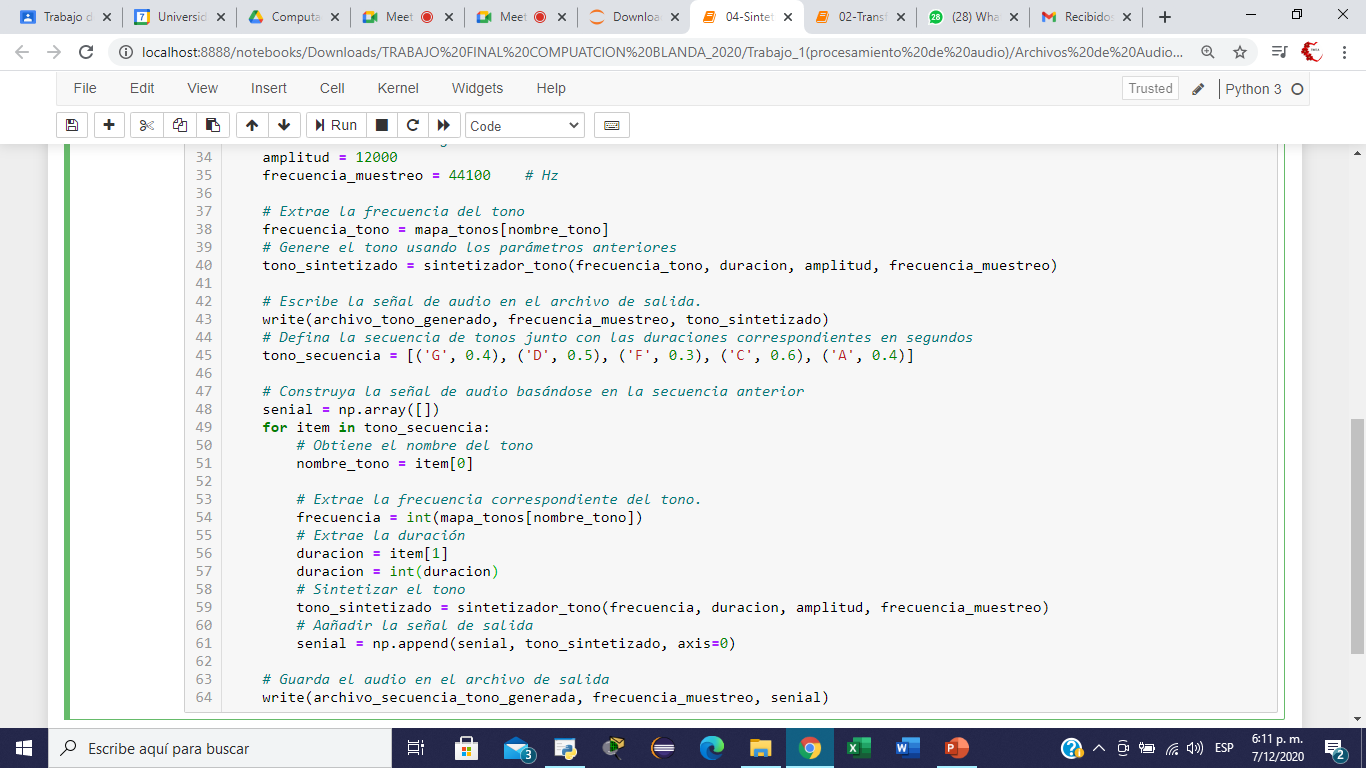 Trabajo d
Universid
Computa
Meet
Meet
Downloa
04-Sintet
02-Transf
(28) Wha
Recibidos
localhost:8888/notebooks/Downloads/TRABAJO%20FINAL%20COMPUATCION%20BLANDA_2020/Trabajo_1(procesamiento%20de%20audio)/Archivos%20de%20Audio...
File Edit View Insert Cell Kernel Widgets Help
Trusted
Python 3
Run
Code
34 amplitud = 12000
35 frecuencia_muestreo = 44100    # Hz
36
37 # Extrae la frecuencia del tono
38 frecuencia_tono = mapa_tonos[nombre_tono]
39 # Genere el tono usando los parámetros anteriores
40 tono_sintetizado = sintetizador_tono(frecuencia_tono, duracion, amplitud, frecuencia_muestreo)
41
42 # Escribe la señal de audio en el archivo de salida.
43 write(archivo_tono_generado, frecuencia_muestreo, tono_sintetizado)
44 # Defina la secuencia de tonos junto con las duraciones correspondientes en segundos
45 tono_secuencia = [('G', 0.4), ('D', 0.5), ('F', 0.3), ('C', 0.6), ('A', 0.4)]
46
47 # Construya la señal de audio basándose en la secuencia anterior
48 senial = np.array([])
49 for item in tono_secuencia:
50     # Obtiene el nombre del tono
51     nombre_tono = item[0]
52
53     # Extrae la frecuencia correspondiente del tono.
54     frecuencia = int(mapa_tonos[nombre_tono])
55     # Extrae la duración
56     duracion = item[1]
57     duracion = int(duracion)
58     # Sintetizar el tono
59     tono_sintetizado = sintetizador_tono(frecuencia, duracion, amplitud, frecuencia_muestreo)
60     # Aañadir la señal de salida
61     senial = np.append(senial, tono_sintetizado, axis=0)
62
63 # Guarda el audio en el archivo de salida
64 write(archivo_secuencia_tono_generada, frecuencia_muestreo, senial)
Escribe aquí para buscar
3
ESP
6:11 p. m.
7/12/2020
2